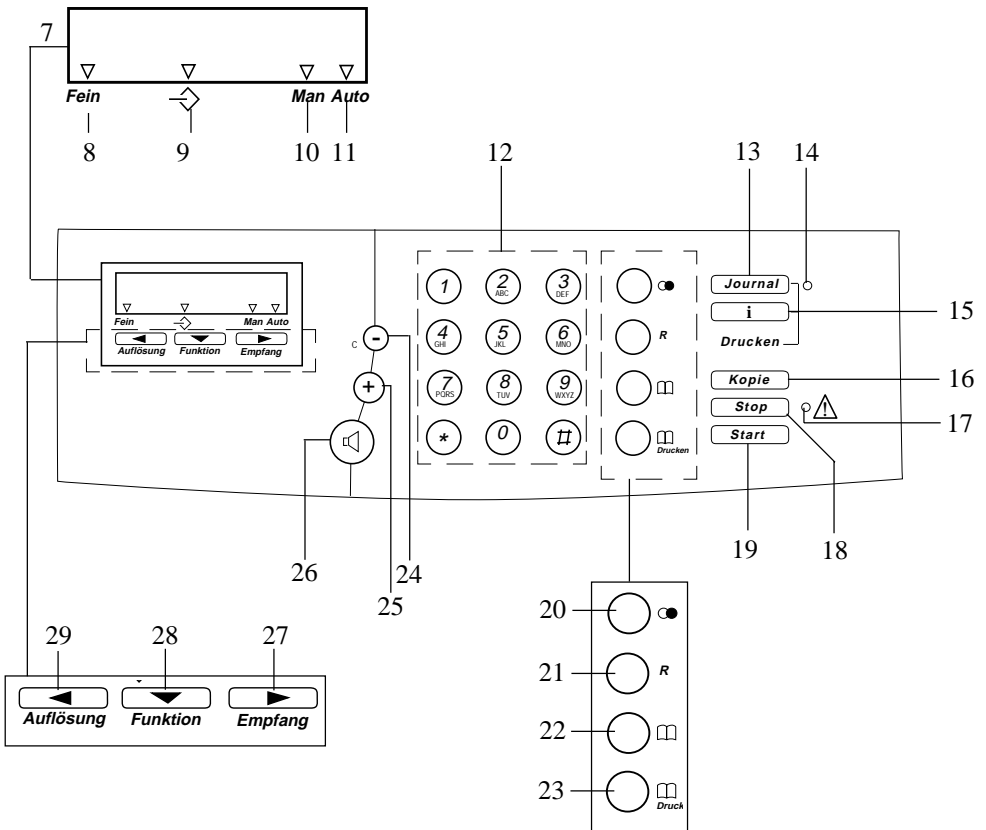 7
Fein Man Auto
8 9 10 11 12 13 14
1 2 ABC 3 DEF
4 GHI 5 JKL 6 MNO
7 PQRS 8 TUV 9 WXYZ
* 0 #
R
Drucken
Journal
i
Drucken
Kopie
Stop
Start
15
16
17
18
19
Fein Man Auto
Auflösung Funktion Empfang
C - +
26 25 24
20
21 R
22
23 Druck
29 28 27
Auflösung Funktion Empfang